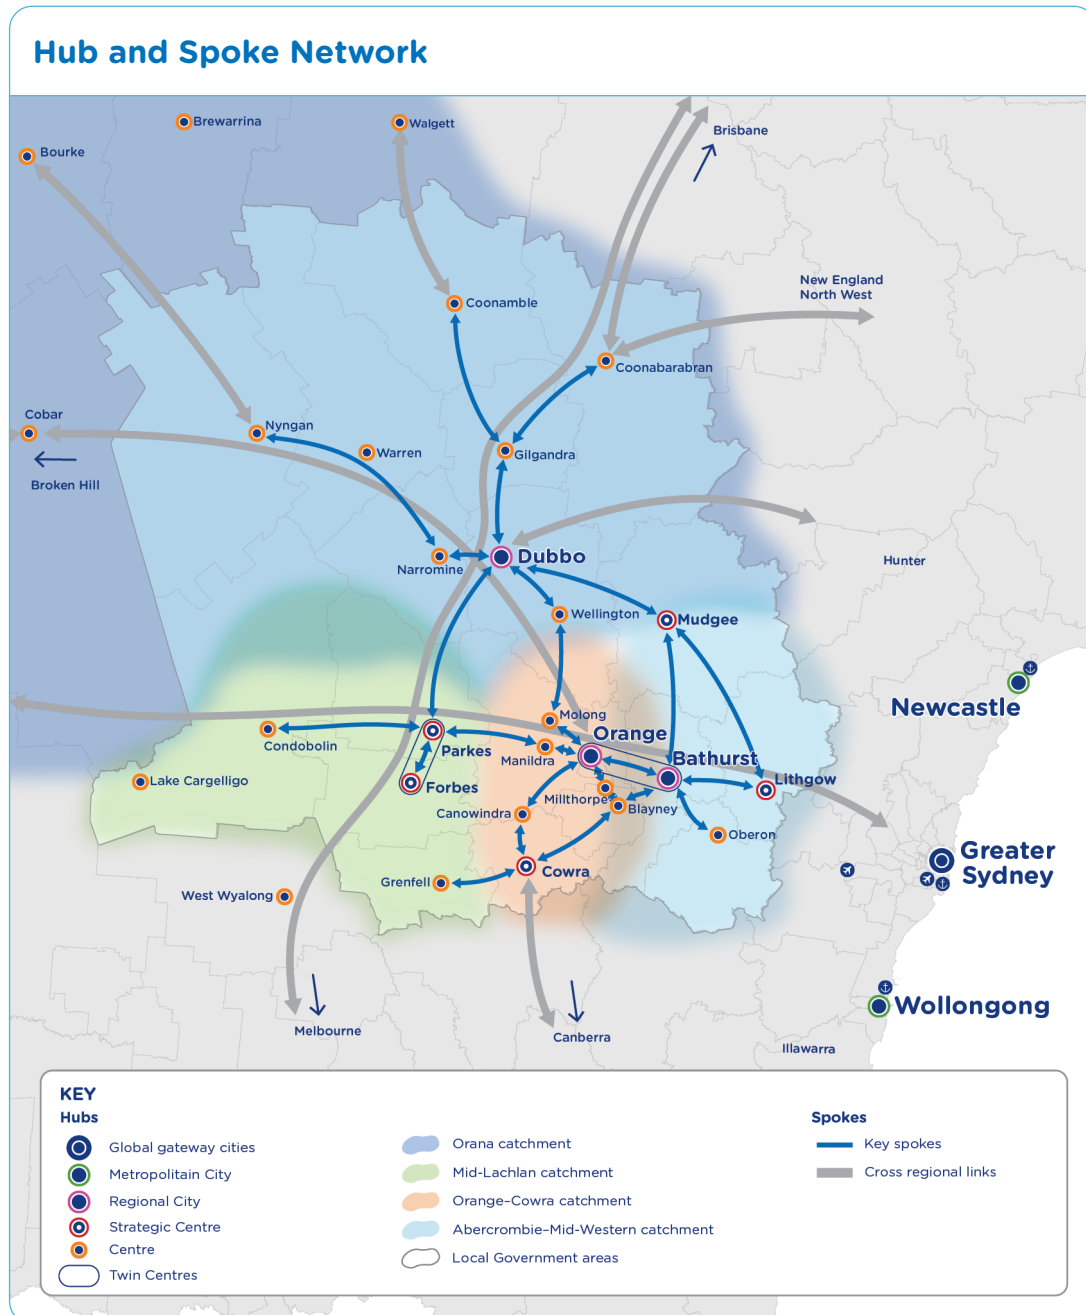 Hub and Spoke Network
Brewarrina
Walgett
Brisbane
Bourke
New England
North West
Coonamble
Coonabarabran
Cobar
Nyngan
Warren
Gilgandra
Broken Hill
Dubbo
Narromine
Hunter
Wellington
Mudgee
Newcastle
Molong
Orange
Condobolin
Parkes
Manildra
Bathurst
Lake Cargelligo
Forbes
Lithgow
Millthorpe
Canowindra
Blayney
Oberon
Greater
Sydney
Cowra
Grenfell
West Wyalong
Wollongong
Melbourne
Canberra
Illawarra
KEY
Hubs
Global gateway cities
Metropolitain City
Regional City
Strategic Centre
Centre
Twin Centres
Orana catchment
Mid-Lachlan catchment
Orange–Cowra catchment
Abercrombie–Mid-Western catchment
Local Government areas
Spokes
Key spokes
Cross regional links